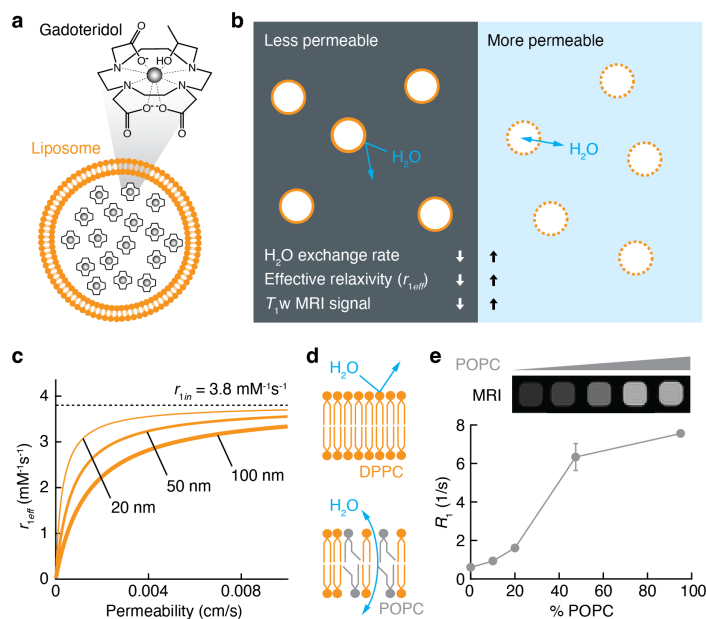 a
Gadoteridol
O
O⁻
HO
N
N
N
N
O
O⁻
O
O
Liposome
b
Less permeable
More permeable
H₂O
H₂O
H₂O exchange rate
Effective relaxivity (r₁eff)
T₁w MRI signal
c
r₁in = 3.8 mM⁻¹s⁻¹
4
3
2
1
0
r₁eff (mM⁻¹s⁻¹)
20 nm
50 nm
100 nm
0
0.004
0.008
Permeability (cm/s)
d
H₂O
DPPC
H₂O
POPC
e
POPC
MRI
8
6
4
2
0
R₁ (1/s)
0
20
40
60
80
100
% POPC